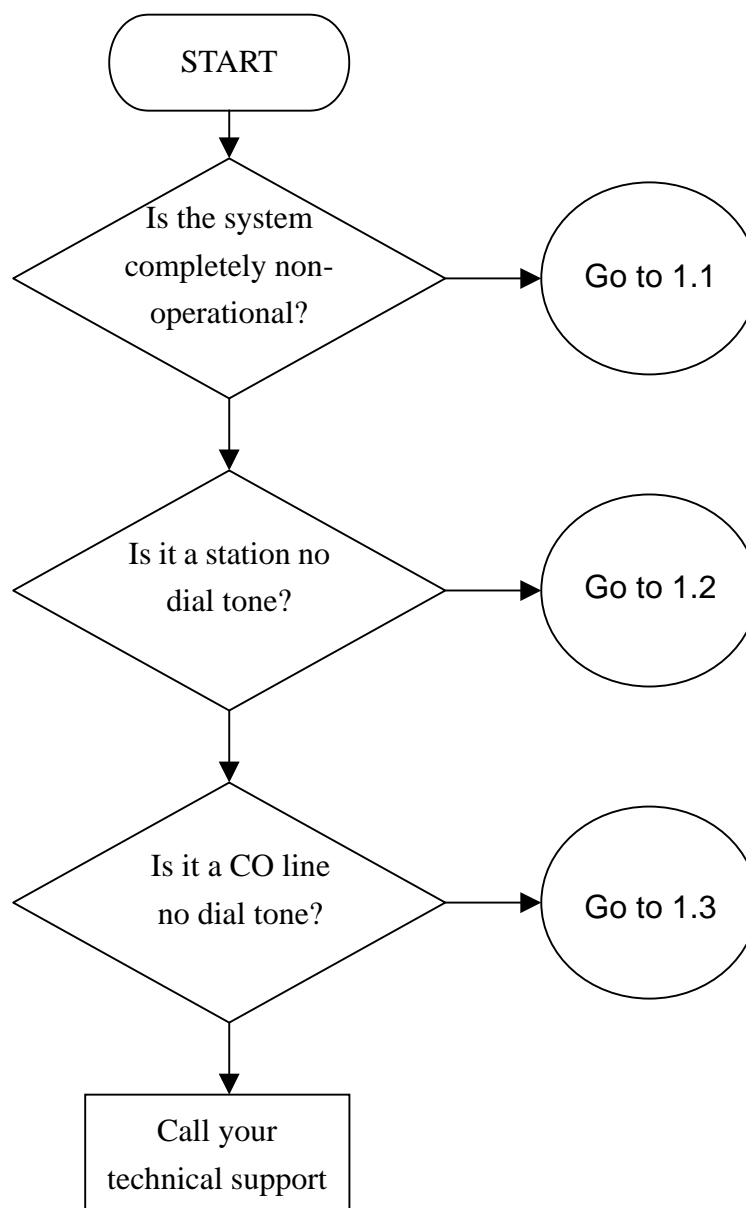 START
Is the system
completely non-
operational?
Go to 1.1
Is it a station no
dial tone?
Go to 1.2
Is it a CO line
no dial tone?
Go to 1.3
Call your
technical support